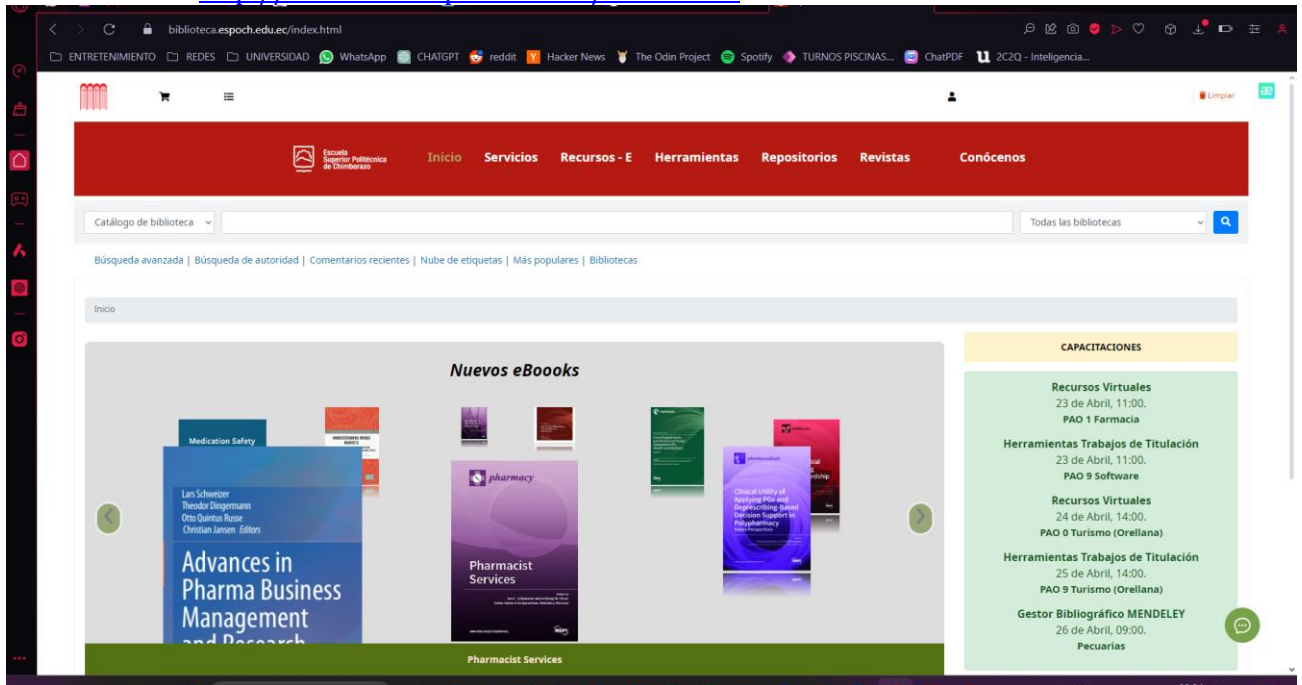 biblioteca.espoch.edu.ec/index.html
ENTRETENIMIENTO REDES UNIVERSIDAD WhatsApp CHATGPT reddit Hacker News The Odin Project Spotify TURNOS PISCINAS... ChatPDF 2C2Q - Inteligencia...
Limpiar
æ
Escuela
Superior Politécnica
de Chimborazo
Inicio Servicios Recursos - E Herramientas Repositorios Revistas Conócenos
Catálogo de biblioteca Todas las bibliotecas
Búsqueda avanzada | Búsqueda de autoridad | Comentarios recientes | Nube de etiquetas | Más populares | Bibliotecas
Inicio
Nuevos eBoooks
Medication Safety
Lars Schweizer
Theodor Dingermann
Otto Quintus Russe
Christian Jansen Editors
Advances in
Pharma Business
Management
and Research
pharmacy
Pharmacist
Services
MDPI
Clinical Utility of
Applying PGx and
Deprescribing-Based
Decision Support in
Polypharmacy
Pharmacist Services
CAPACITACIONES
Recursos Virtuales
23 de Abril, 11:00.
PAO 1 Farmacia
Herramientas Trabajos de Titulación
23 de Abril, 11:00.
PAO 9 Software
Recursos Virtuales
24 de Abril, 14:00.
PAO 0 Turismo (Orellana)
Herramientas Trabajos de Titulación
25 de Abril, 14:00.
PAO 9 Turismo (Orellana)
Gestor Bibliográfico MENDELEY
26 de Abril, 09:00.
Pecuarias